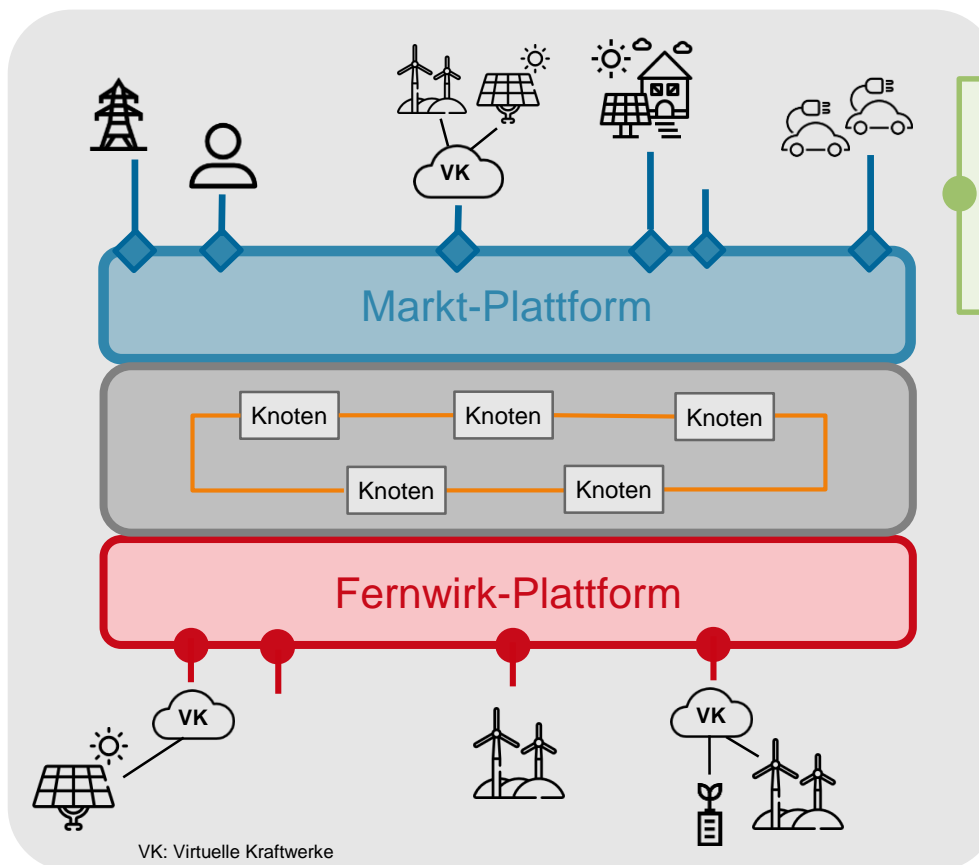 VK
Markt-Plattform
Knoten
Knoten
Knoten
Knoten
Knoten
Fernwirk-Plattform
VK
VK
VK: Virtuelle Kraftwerke